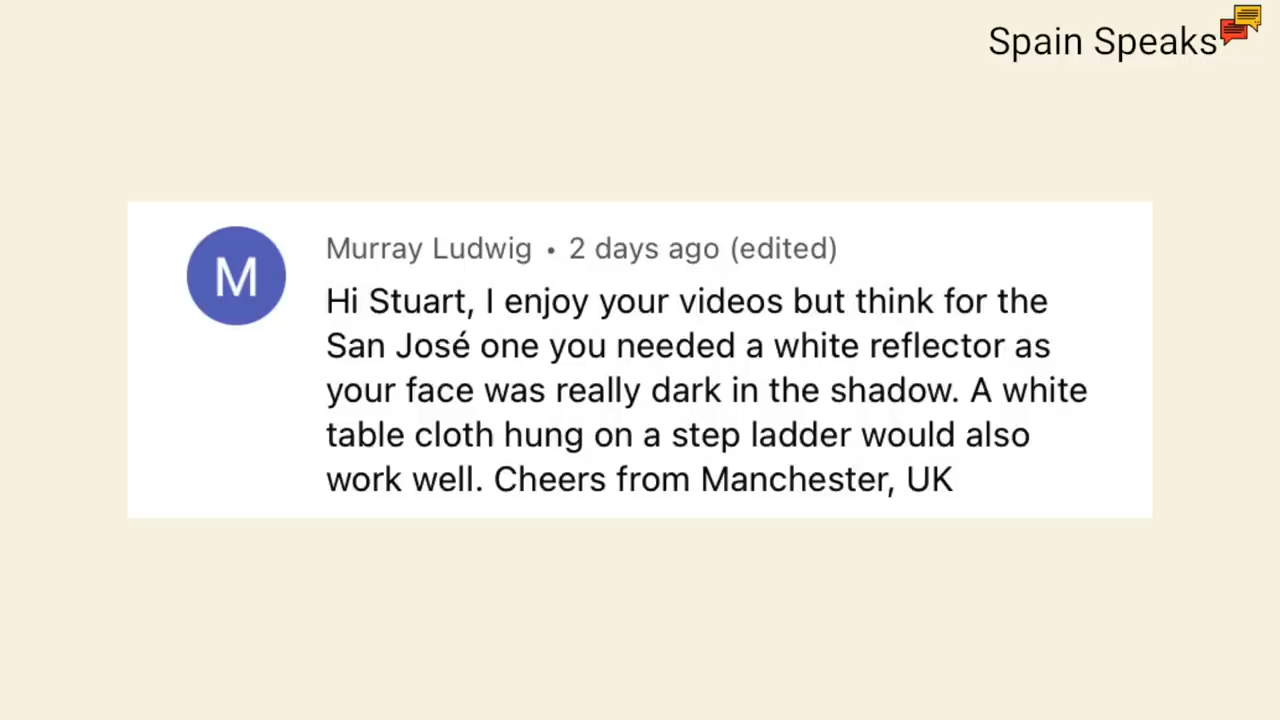 Spain Speaks
M
Murray Ludwig • 2 days ago (edited)
Hi Stuart, I enjoy your videos but think for the
San José one you needed a white reflector as
your face was really dark in the shadow. A white
table cloth hung on a step ladder would also
work well. Cheers from Manchester, UK